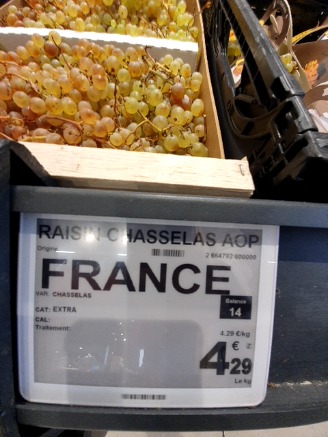 RAISIN CHASSELAS AOP
Origine
2 864792 600000
FRANCE
VAR: CHASSELAS
Balance
14
CAT: EXTRA
CAL:
Traitement:
4.29 €/kg
4€29
Z
Le kg